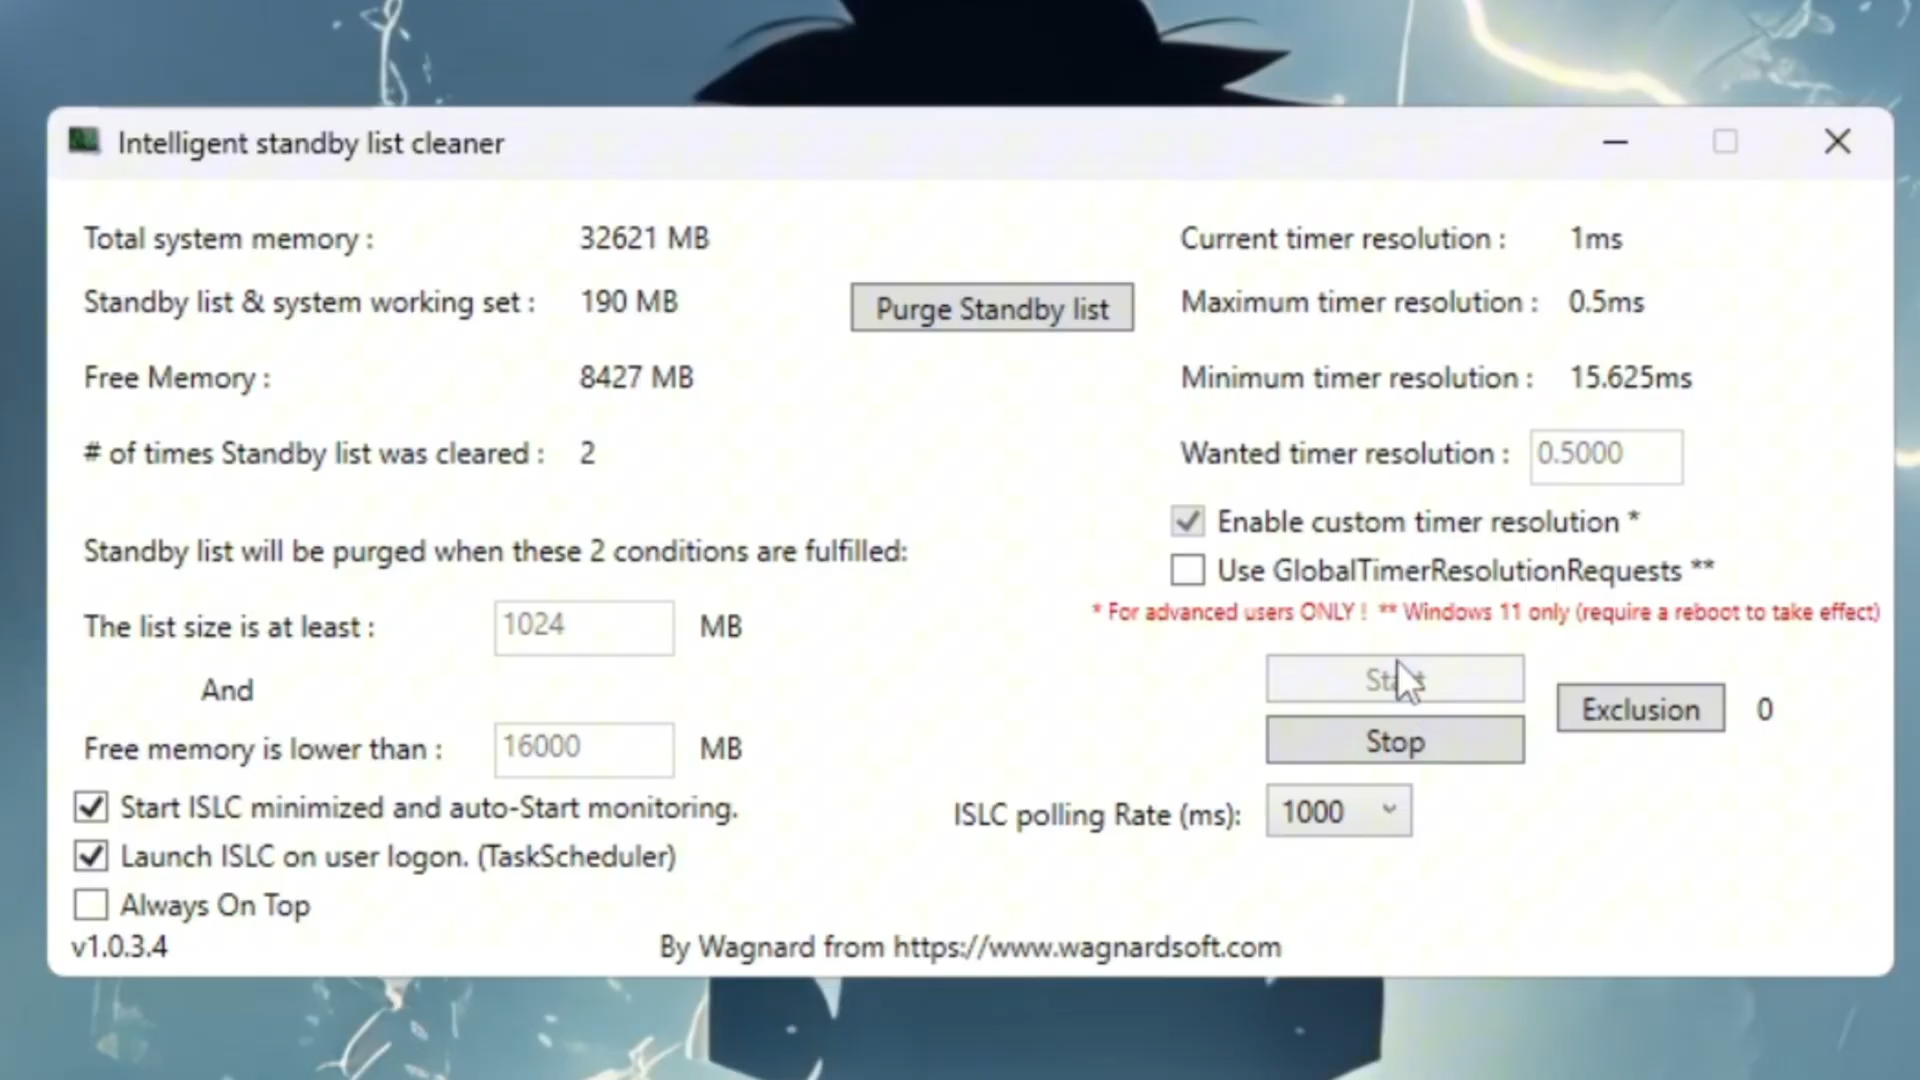 Intelligent standby list cleaner
Total system memory : 32621 MB
Standby list & system working set : 190 MB
Purge Standby list
Free Memory : 8427 MB
# of times Standby list was cleared : 2
Standby list will be purged when these 2 conditions are fulfilled:
The list size is at least : 1024 MB
And
Free memory is lower than : 16000 MB
Start ISLC minimized and auto-Start monitoring.
Launch ISLC on user logon. (TaskScheduler)
Always On Top
v1.0.3.4
Current timer resolution : 1ms
Maximum timer resolution : 0.5ms
Minimum timer resolution : 15.625ms
Wanted timer resolution : 0.5000
Enable custom timer resolution *
Use GlobalTimerResolutionRequests **
* For advanced users ONLY ! ** Windows 11 only (require a reboot to take effect)
Start
Stop
Exclusion 0
ISLC polling Rate (ms): 1000
By Wagnard from https://www.wagnardsoft.com